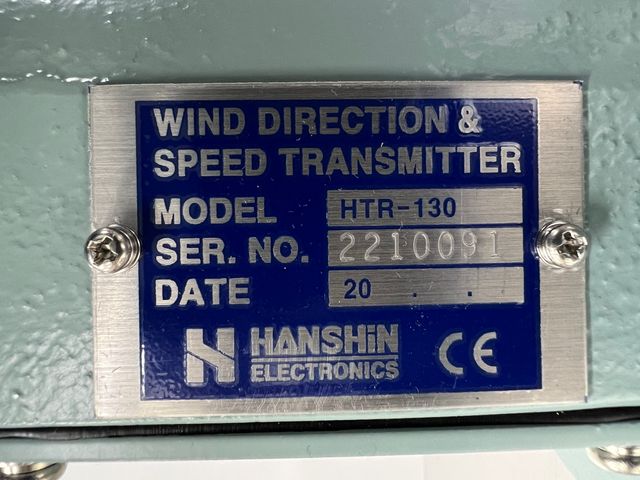 WIND DIRECTION &
SPEED TRANSMITTER
MODEL HTR-130
SER. NO. 2210091
DATE 20 . .
HANSHiN
ELECTRONICS
CE